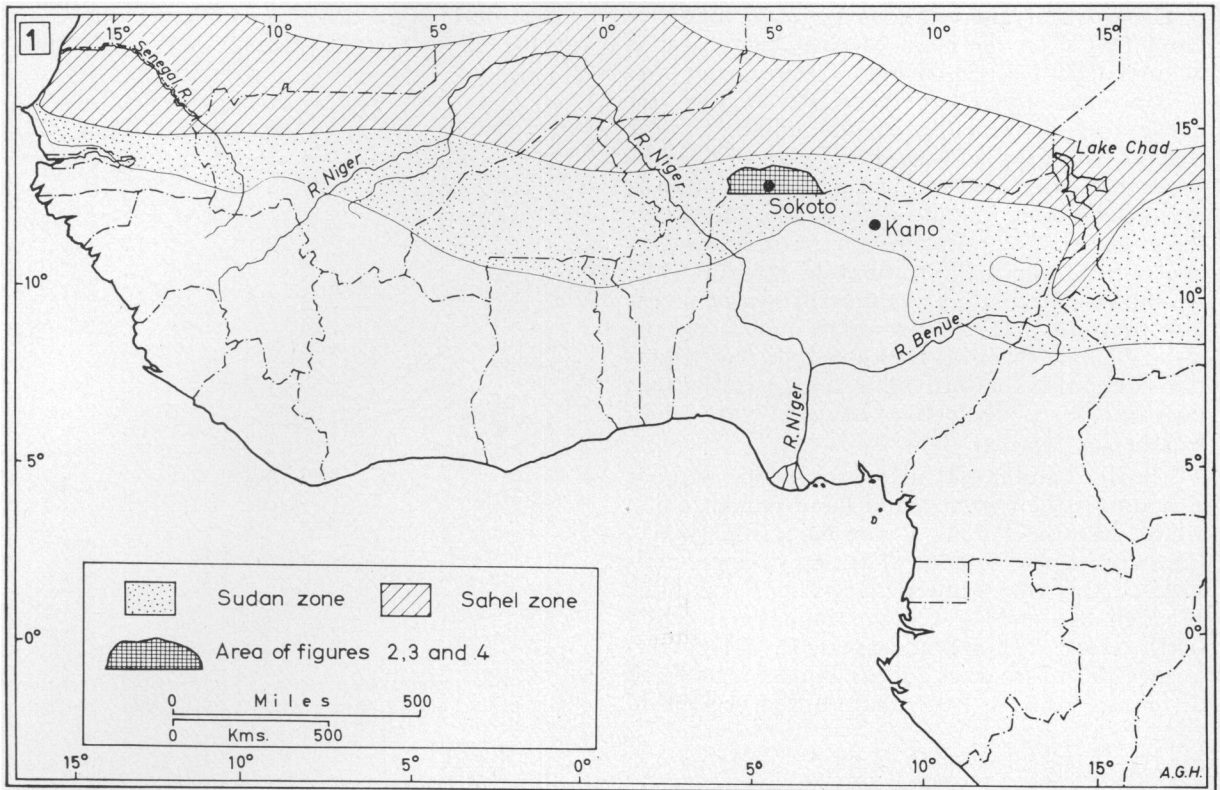 1
15° 10° 5° 0° 5° 10° 15°
Senegal R.
15° 15°
Lake Chad
R. Niger
R. Niger
Sokoto
Kano
10° 10°
R. Benue
R. Niger
5° 5°
Sudan zone Sahel zone
0° 0°
Area of figures 2,3 and 4
0 Miles 500
0 Kms. 500
15° 10° 5° 0° 5° 10° 15°
A.G.H.